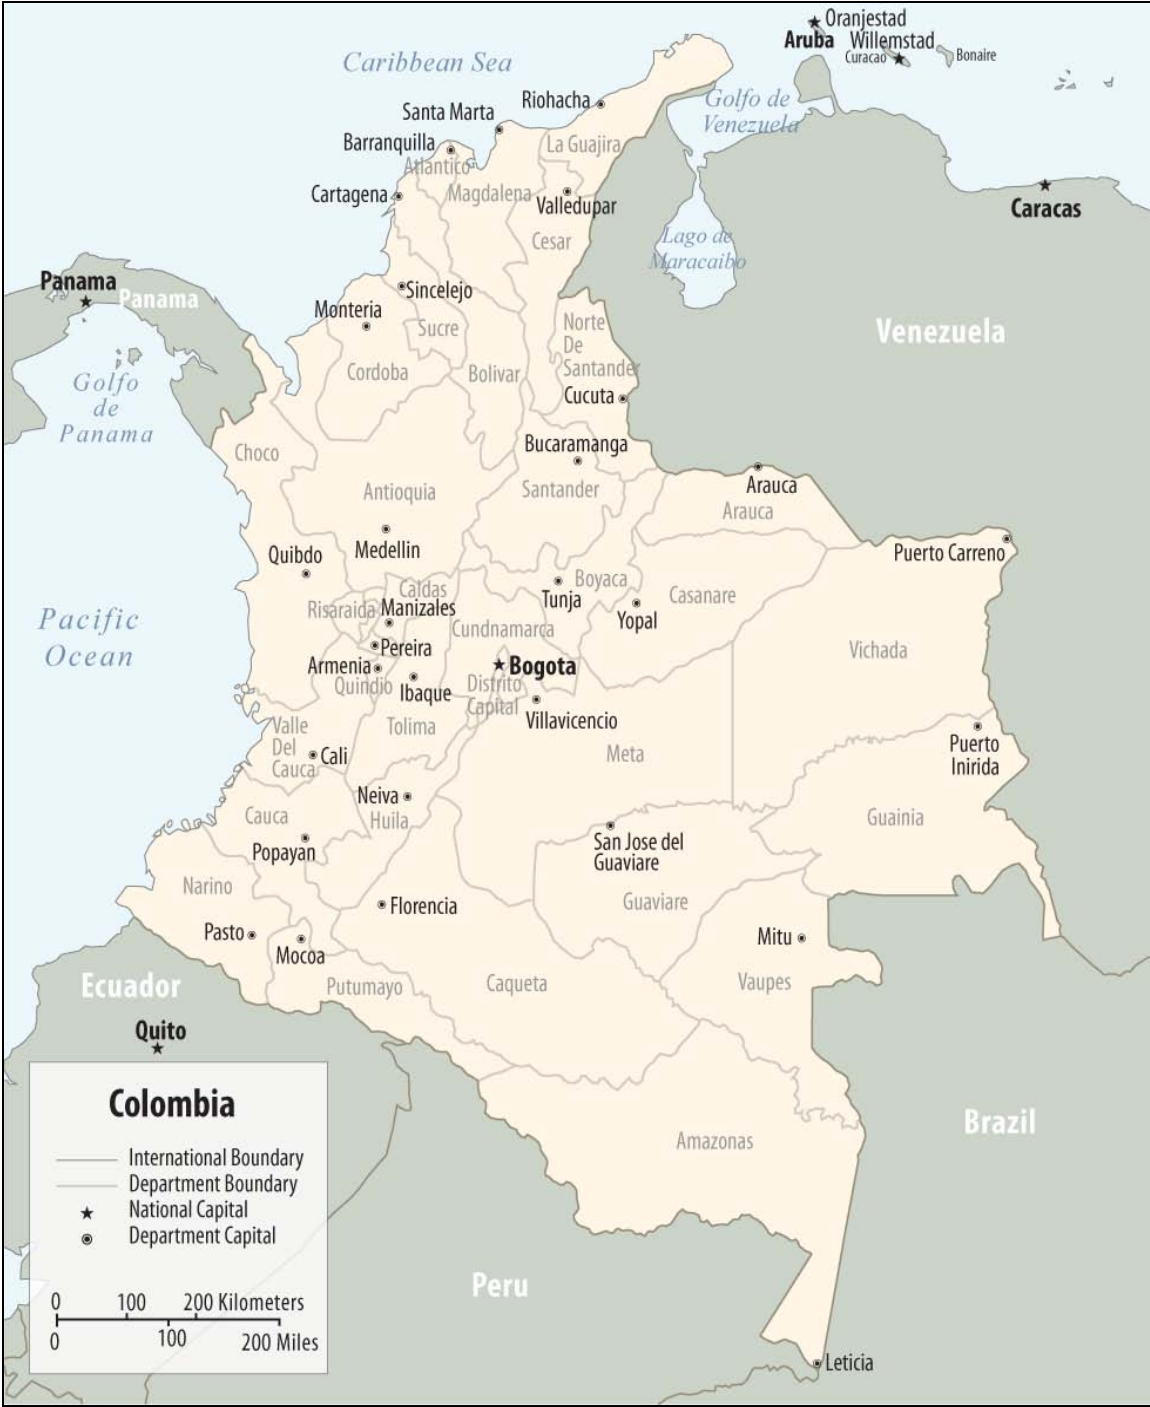 Oranjestad
Aruba
Willemstad
Curacao
Bonaire
Caribbean Sea
Riohacha
Golfo de
Venezuela
Santa Marta
Barranquilla
La Guajira
Atlantico
Cartagena
Magdalena
Valledupar
Caracas
Cesar
Lago de
Maracaibo
Panama
Panama
Sincelejo
Monteria
Sucre
Norte
De
Santander
Venezuela
Cordoba
Bolivar
Golfo
de
Panama
Cucuta
Choco
Bucaramanga
Antioquia
Santander
Arauca
Arauca
Medellin
Quibdo
Puerto Carreno
Caldas
Boyaca
Tunja
Casanare
Risaraida
Manizales
Yopal
Pacific
Ocean
Cundnamarca
Pereira
Vichada
Armenia
Bogota
Quindio
Ibaque
Distrito
Capital
Villavicencio
Valle
Del
Cauca
Tolima
Cali
Meta
Puerto
Inirida
Neiva
Huila
Cauca
Guainia
Popayan
San Jose del
Guaviare
Narino
Florencia
Guaviare
Pasto
Mocoa
Mitu
Ecuador
Putumayo
Caqueta
Vaupes
Quito
Colombia
International Boundary
Department Boundary
National Capital
Department Capital
0 100 200 Kilometers
0 100 200 Miles
Amazonas
Brazil
Peru
Leticia